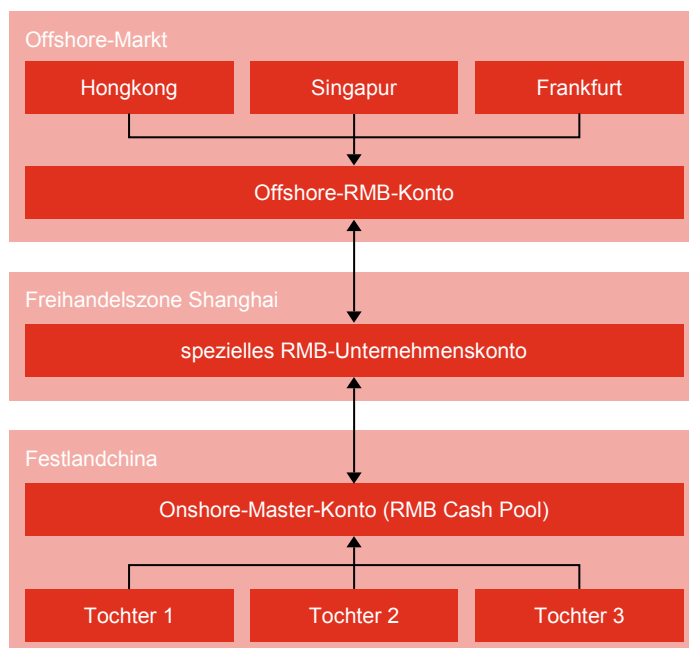 Offshore-Markt
Hongkong
Singapur
Frankfurt
Offshore-RMB-Konto
Freihandelszone Shanghai
spezielles RMB-Unternehmenskonto
Festlandchina
Onshore-Master-Konto (RMB Cash Pool)
Tochter 1
Tochter 2
Tochter 3